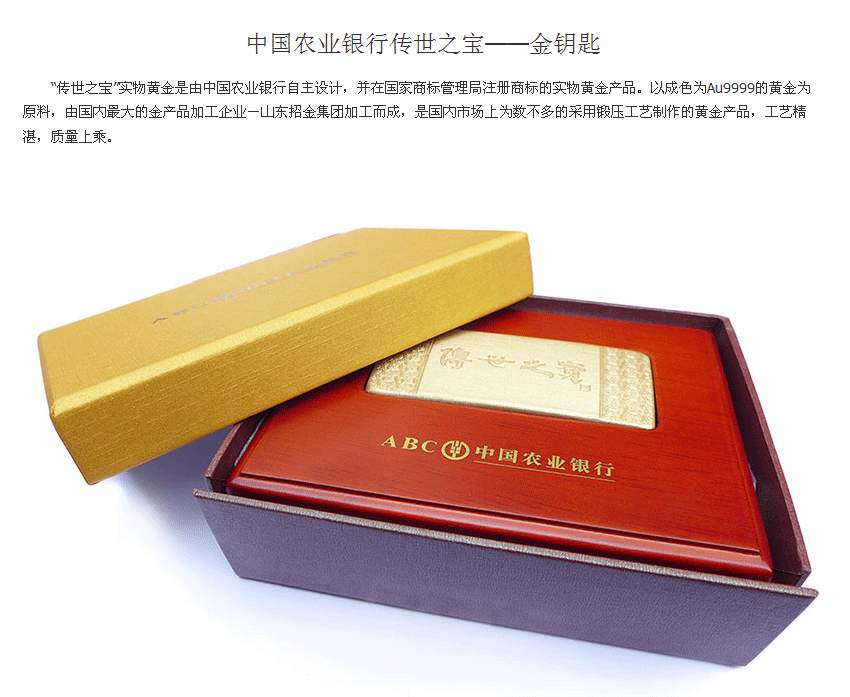 中国农业银行传世之宝——金钥匙
“传世之宝”实物黄金是由中国农业银行自主设计，并在国家商标管理局注册商标的实物黄金产品。以成色为Au9999的黄金为
原料，由国内最大的金产品加工企业—山东招金集团加工而成，是国内市场上为数不多的采用锻压工艺制作的黄金产品，工艺精
湛，质量上乘。
傳世之寶
ABC 中国农业银行